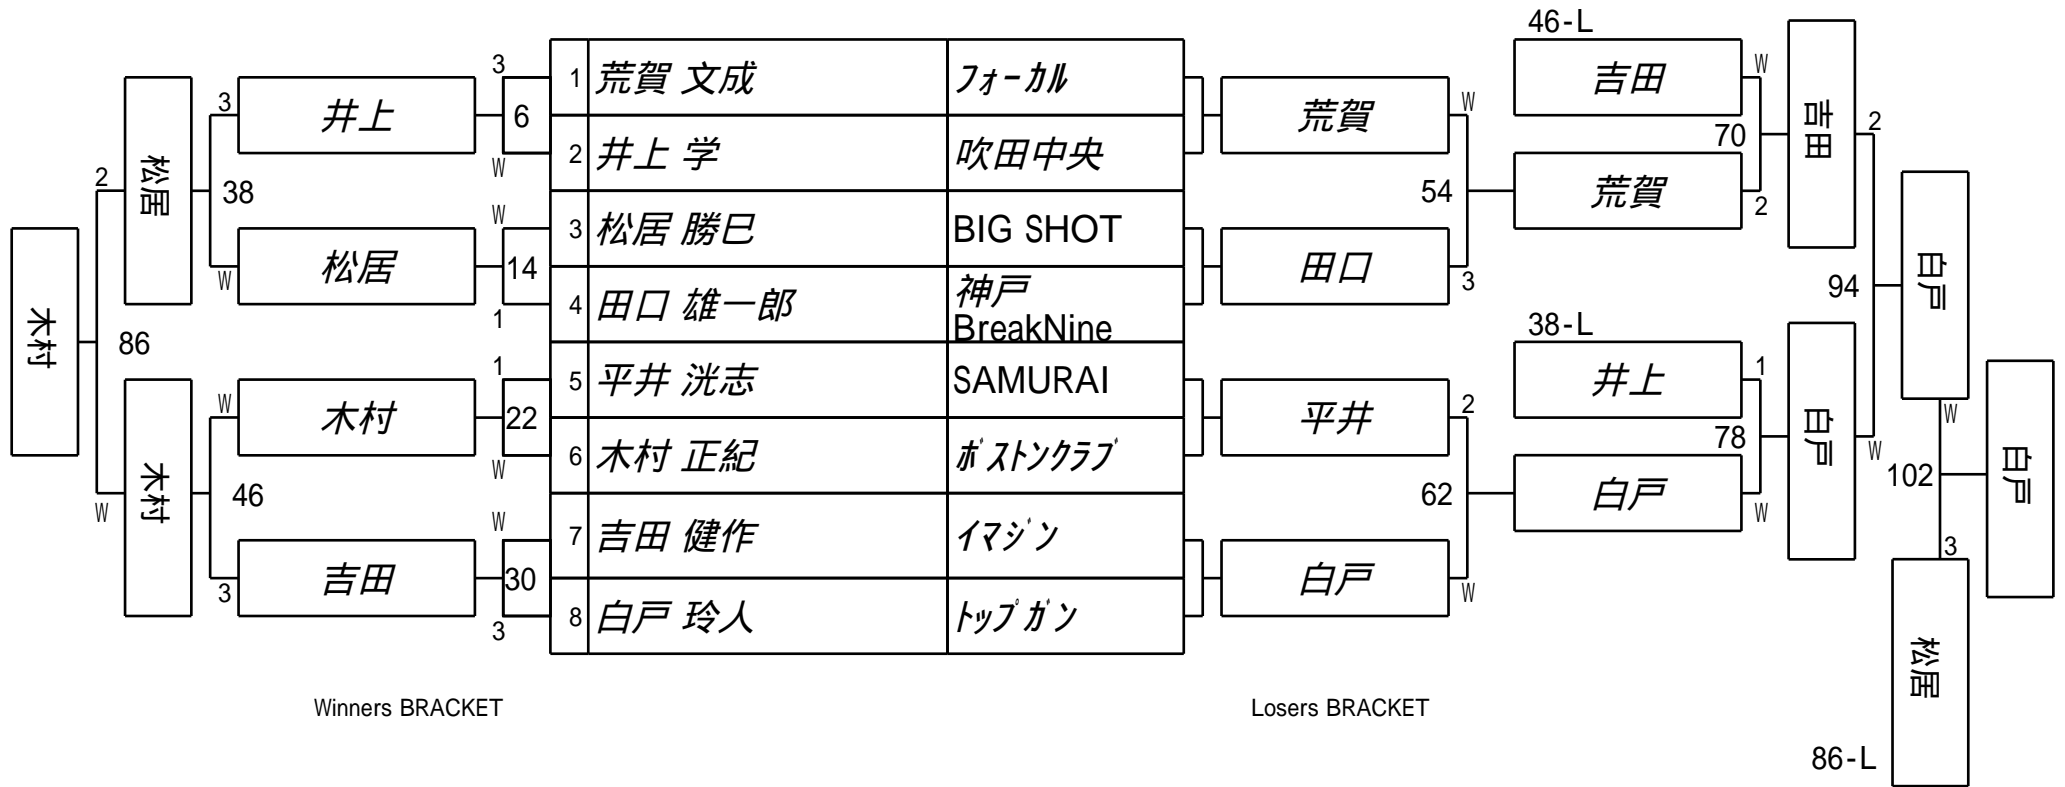 46-L
3
1 荒賀 文成 フォーカル
吉田 W
3 井上 6
荒賀 W
吉田 2
2 井上 学 吹田中央
W
70
2 松居 38
54
荒賀 2
白戸
W
3 松居 勝巳 BIG SHOT
W 松居 14
田口 3
94
4 田口 雄一郎 神戸
BreakNine
1
木村 86
38-L
1
5 平井 洸志 SAMURAI
井上 1
W 木村 22
平井 2
白戸 W
W
6 木村 正紀 ボストンクラブ
W
78
102 白戸
W 木村 46
62
白戸 W
W
7 吉田 健作 イマジン
3 吉田 30
白戸 W
3
8 白戸 玲人 トップガン
3
松居
Winners BRACKET
Losers BRACKET
86-L